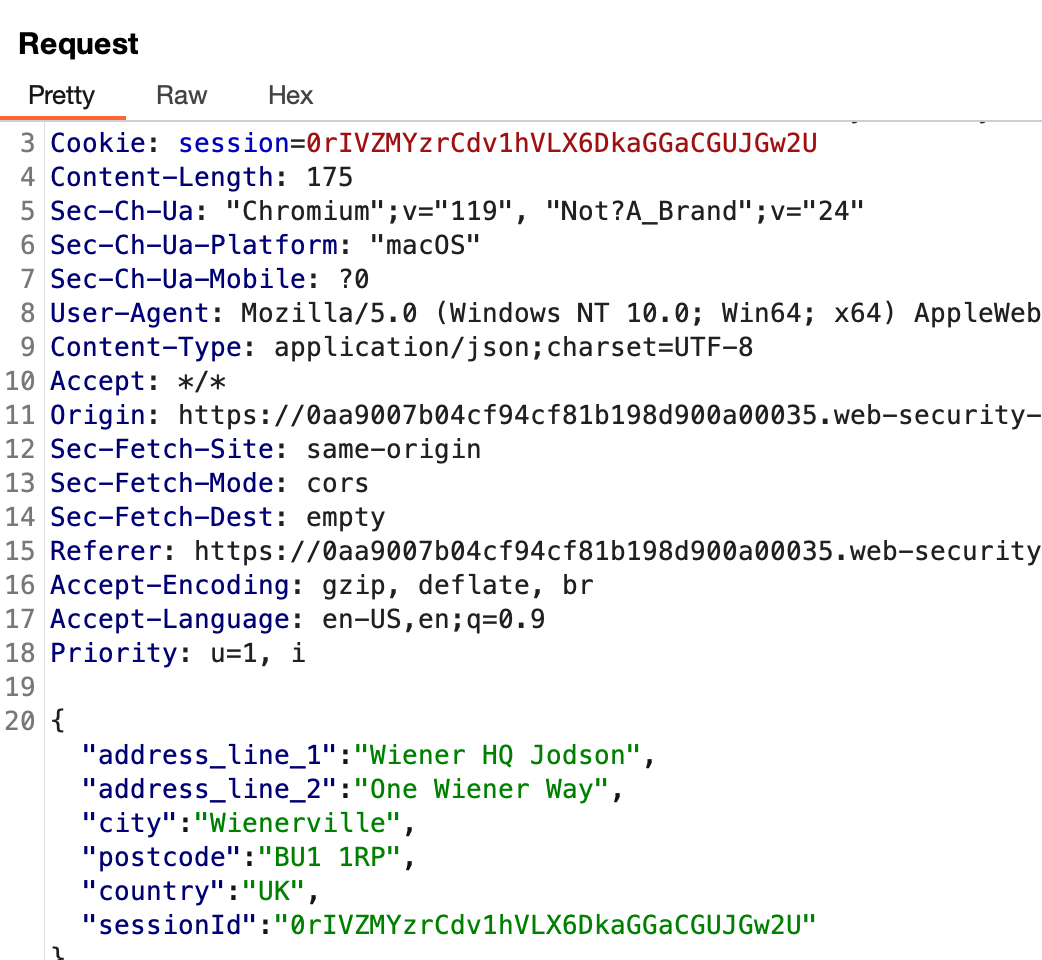 Request
Pretty Raw Hex
3 Cookie: session=0rIVZMYzrCdv1hVLX6DkaGGaCGUJGw2U
4 Content-Length: 175
5 Sec-Ch-Ua: "Chromium";v="119", "Not?A_Brand";v="24"
6 Sec-Ch-Ua-Platform: "macOS"
7 Sec-Ch-Ua-Mobile: ?0
8 User-Agent: Mozilla/5.0 (Windows NT 10.0; Win64; x64) AppleWeb
9 Content-Type: application/json;charset=UTF-8
10 Accept: */*
11 Origin: https://0aa9007b04cf94cf81b198d900a00035.web-security-
12 Sec-Fetch-Site: same-origin
13 Sec-Fetch-Mode: cors
14 Sec-Fetch-Dest: empty
15 Referer: https://0aa9007b04cf94cf81b198d900a00035.web-security
16 Accept-Encoding: gzip, deflate, br
17 Accept-Language: en-US,en;q=0.9
18 Priority: u=1, i
19
20 {
"address_line_1":"Wiener HQ Jodson",
"address_line_2":"One Wiener Way",
"city":"Wienerville",
"postcode":"BU1 1RP",
"country":"UK",
"sessionId":"0rIVZMYzrCdv1hVLX6DkaGGaCGUJGw2U"
}